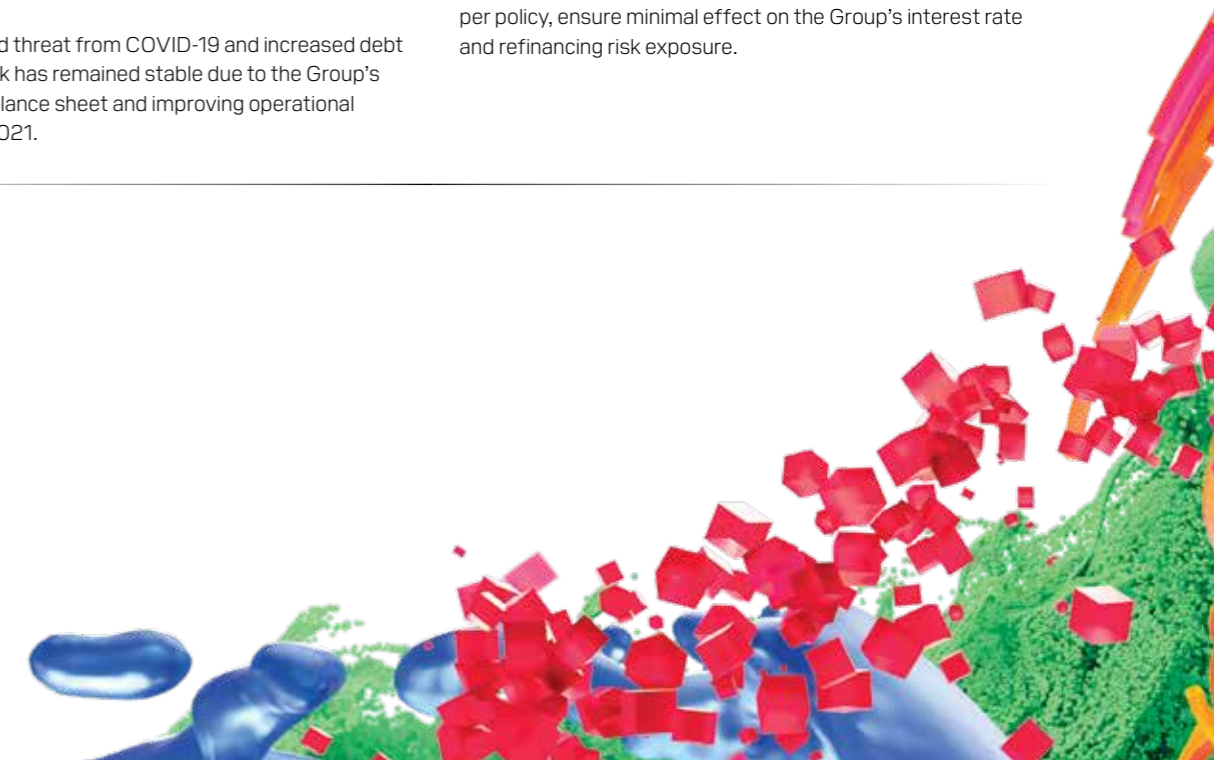 d threat from COVID-19 and increased debt
k has remained stable due to the Group’s
lance sheet and improving operational
021.
per policy, ensure minimal effect on the Group’s interest rate
and refinancing risk exposure.